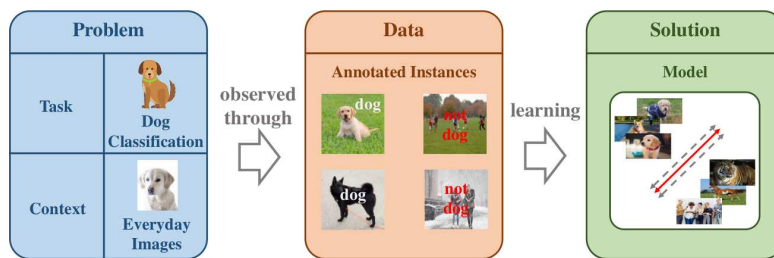 Problem
Task
Dog
Classification
Context
Everyday
Images
observed
through
Data
Annotated Instances
dog
not
dog
dog
not
dog
learning
Solution
Model